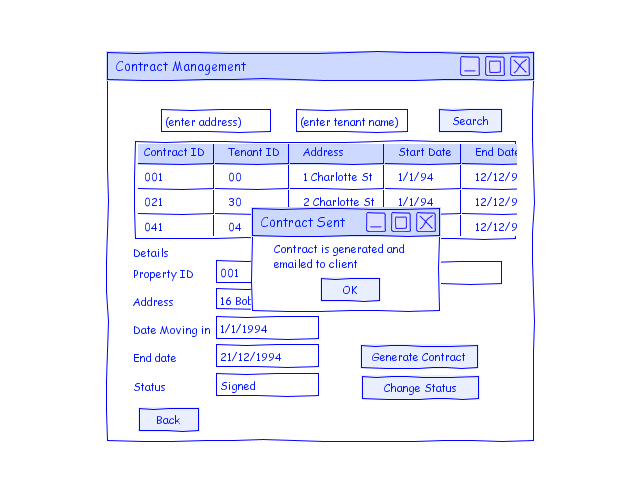 Contract Management
(enter address) (enter tenant name) Search
Contract ID Tenant ID Address Start Date End Date
001 00 1 Charlotte St 1/1/94 12/12/9
021 30 2 Charlotte St 1/1/94 12/12/9
041 04 12/12/9
Contract Sent
Contract is generated and
emailed to client
OK
Details
Property ID 001
Address 16 Bob
Date Moving in 1/1/1994
End date 21/12/1994 Generate Contract
Status Signed Change Status
Back